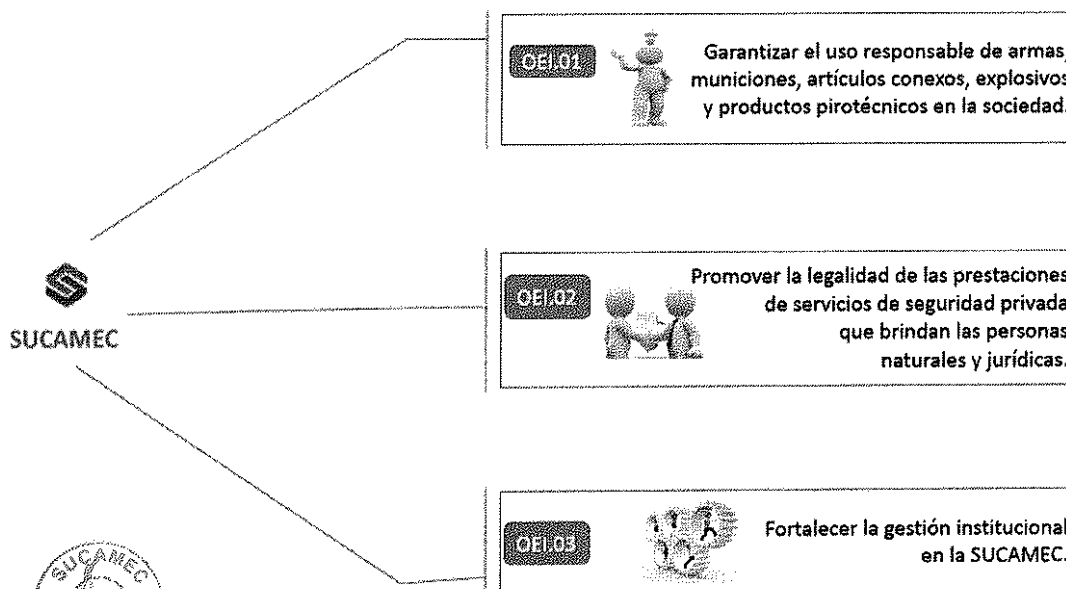 OEI.01
Garantizar el uso responsable de armas,
municiones, artículos conexos, explosivos
y productos pirotécnicos en la sociedad.
SUCAMEC
OEI.02
Promover la legalidad de las prestaciones
de servicios de seguridad privada
que brindan las personas
naturales y jurídicas.
OEI.03
Fortalecer la gestión institucional
en la SUCAMEC.
SUCAMEC